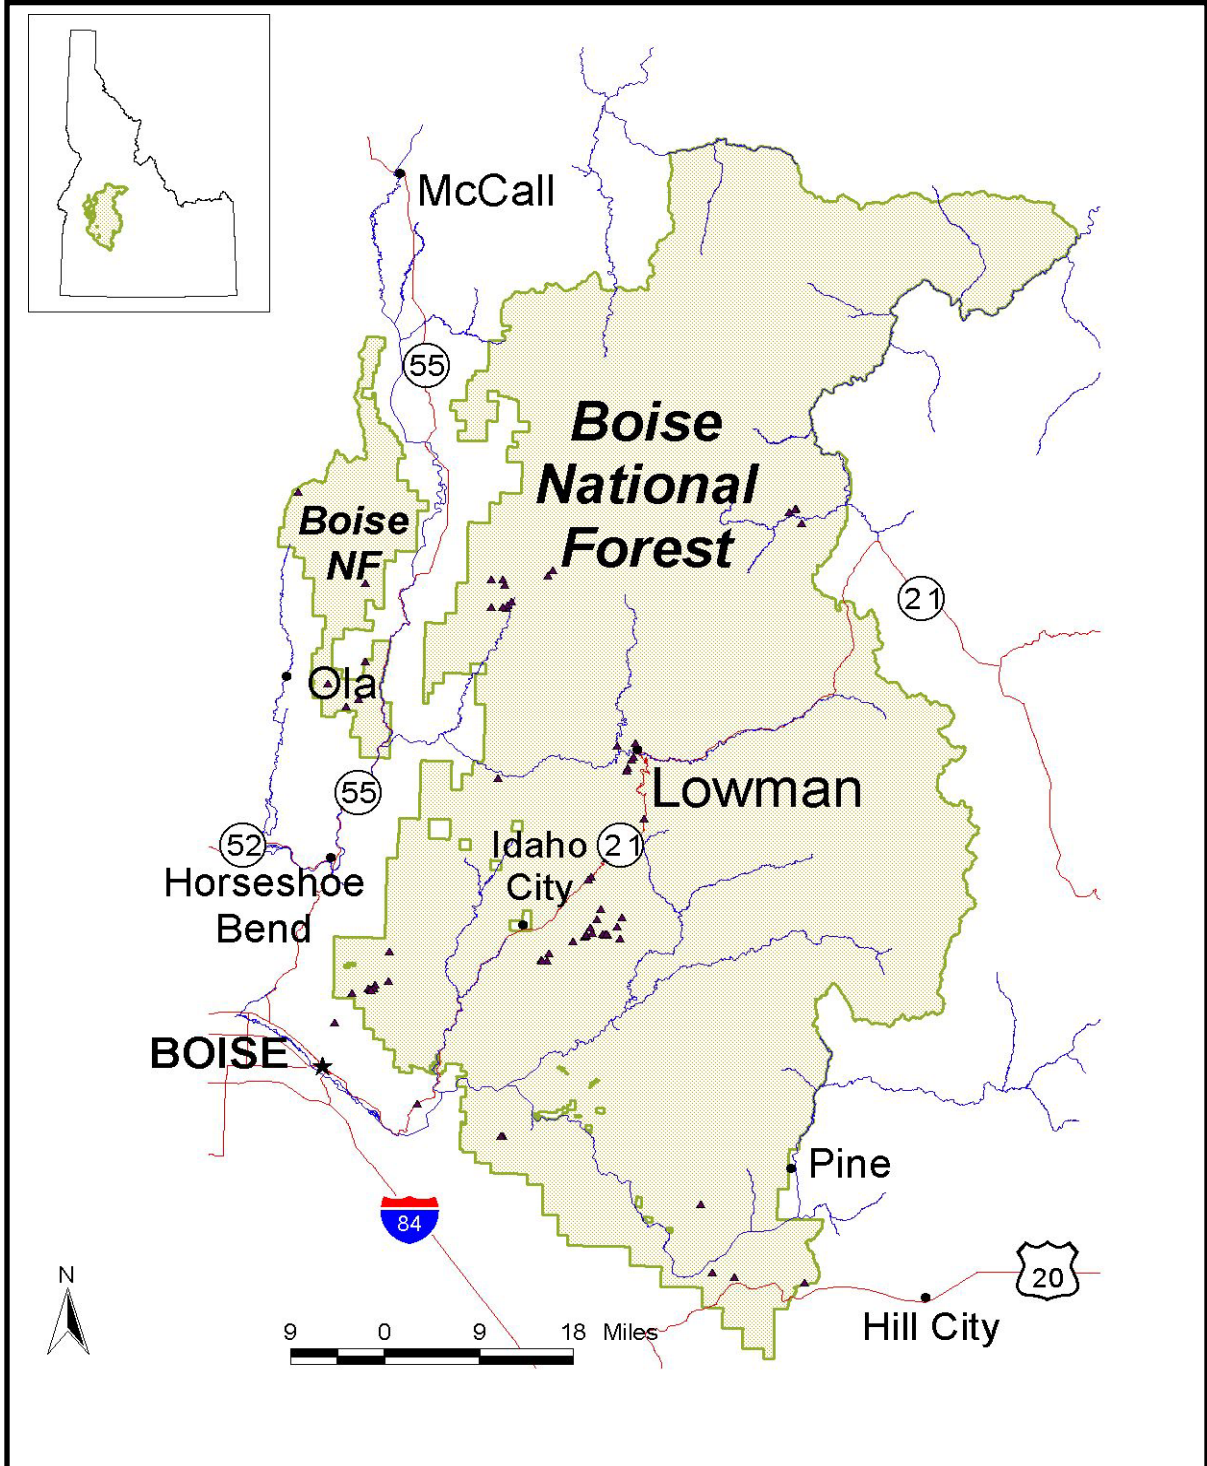 McCall
55
Boise
National
Forest
Boise
NF
21
Ola
55
Lowman
52
Idaho
City
21
Horseshoe
Bend
BOISE
Pine
84
20
N
Hill City
9 0 9 18 Miles